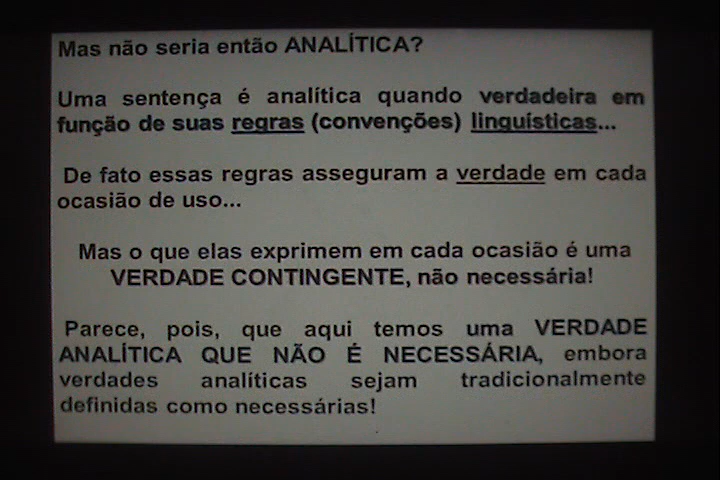 Mas não seria então ANALÍTICA?
Uma sentença é analítica quando verdadeira em
função de suas regras (convenções) linguísticas...
De fato essas regras asseguram a verdade em cada
ocasião de uso...
Mas o que elas exprimem em cada ocasião é uma
VERDADE CONTINGENTE, não necessária!
Parece, pois, que aqui temos uma VERDADE
ANALÍTICA QUE NÃO É NECESSÁRIA, embora
verdades analíticas sejam tradicionalmente
definidas como necessárias!